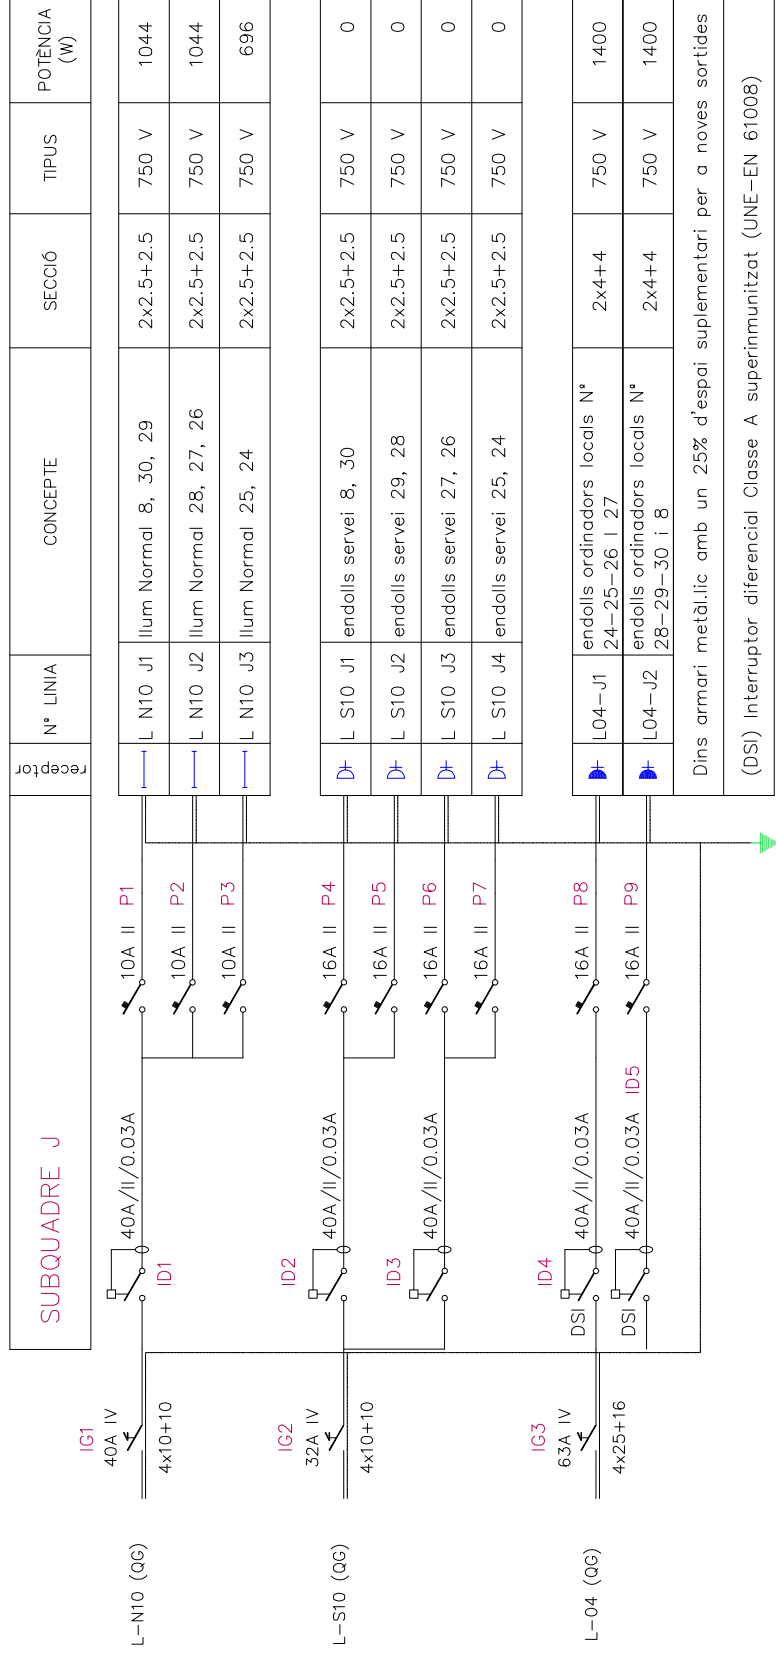 SUBQUADRE J
receptor
Nº LINIA
CONCEPTE
SECCIÓ
TIPUS
POTÈNCIA
(W)
L-N10 (QG)
IG1
40A IV
4x10+10
ID1
40A/II/0.03A
10A II P1
L N10 J1
llum Normal 8, 30, 29
2x2.5+2.5
750 V
1044
10A II P2
L N10 J2
llum Normal 28, 27, 26
2x2.5+2.5
750 V
1044
10A II P3
L N10 J3
llum Normal 25, 24
2x2.5+2.5
750 V
696
L-S10 (QG)
IG2
32A IV
4x10+10
ID2
40A/II/0.03A
16A II P4
L S10 J1
endolls servei 8, 30
2x2.5+2.5
750 V
0
16A II P5
L S10 J2
endolls servei 29, 28
2x2.5+2.5
750 V
0
ID3
40A/II/0.03A
16A II P6
L S10 J3
endolls servei 27, 26
2x2.5+2.5
750 V
0
16A II P7
L S10 J4
endolls servei 25, 24
2x2.5+2.5
750 V
0
L-04 (QG)
IG3
63A IV
4x25+16
ID4
DSI
40A/II/0.03A
16A II P8
L04-J1
endolls ordinadors locals Nº
24-25-26 I 27
2x4+4
750 V
1400
DSI
40A/II/0.03A ID5
16A II P9
L04-J2
endolls ordinadors locals Nº
28-29-30 i 8
2x4+4
750 V
1400
Dins armari metàl.lic amb un 25% d'espai suplementari per a noves sortides
(DSI) Interruptor diferencial Classe A superinmunitzat (UNE-EN 61008)